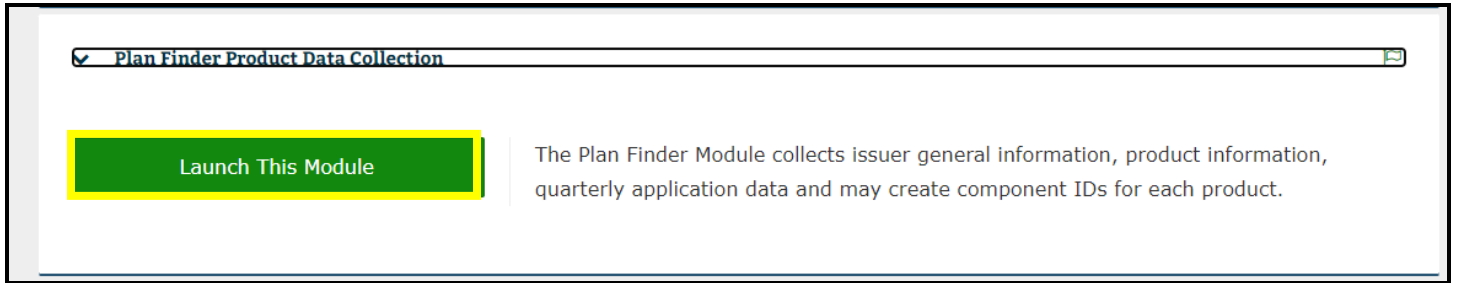 Plan Finder Product Data Collection
Launch This Module
The Plan Finder Module collects issuer general information, product information,
quarterly application data and may create component IDs for each product.